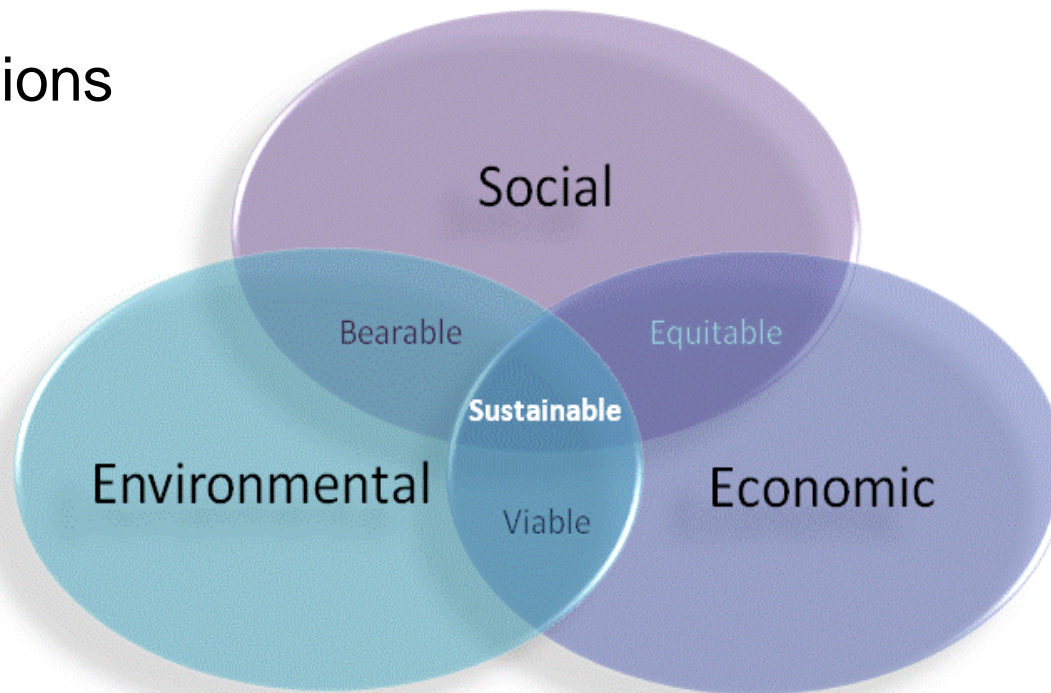 ions
Social
Bearable
Equitable
Sustainable
Environmental
Economic
Viable